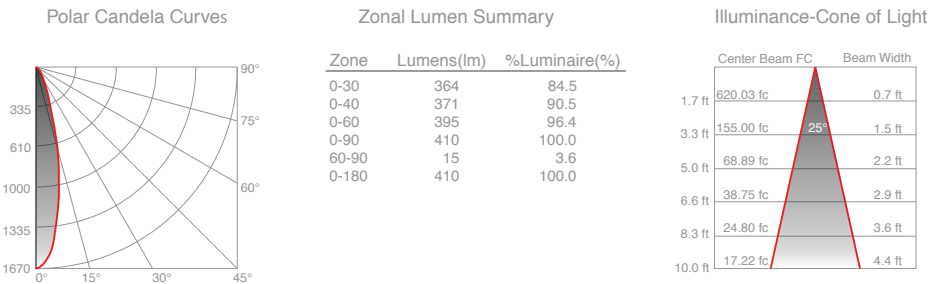 Polar Candela Curves
90°
335
75°
610
1000
60°
1335
1670
0° 15° 30° 45°
Zonal Lumen Summary
Zone Lumens(lm) %Luminaire(%)
0-30 364 84.5
0-40 371 90.5
0-60 395 96.4
0-90 410 100.0
60-90 15 3.6
0-180 410 100.0
Illuminance-Cone of Light
Center Beam FC Beam Width
1.7 ft 620.03 fc 0.7 ft
3.3 ft 155.00 fc 25° 1.5 ft
5.0 ft 68.89 fc 2.2 ft
6.6 ft 38.75 fc 2.9 ft
8.3 ft 24.80 fc 3.6 ft
10.0 ft 17.22 fc 4.4 ft